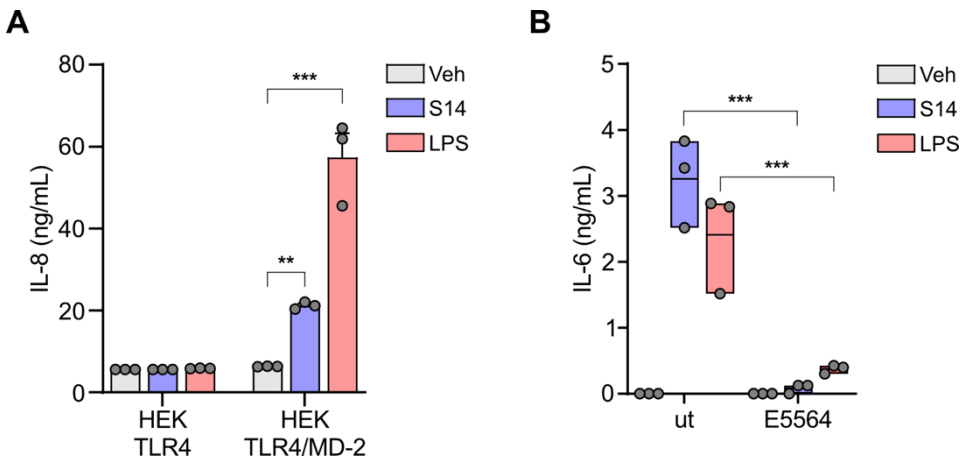 A
IL-8 (ng/mL)
80
60
40
20
0
***
**
HEK
TLR4
HEK
TLR4/MD-2
Veh
S14
LPS
B
IL-6 (ng/mL)
5
4
3
2
1
0
***
***
ut
E5564
Veh
S14
LPS